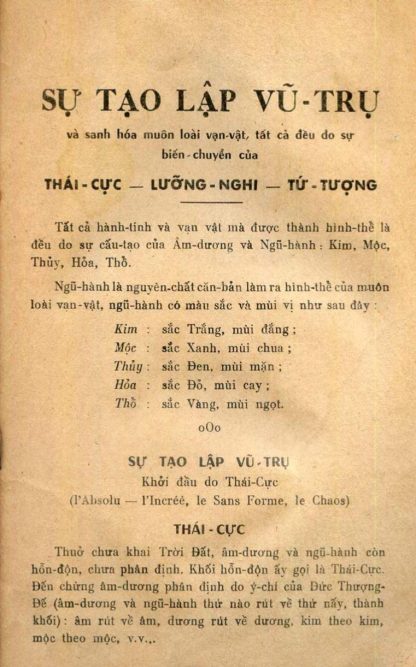 SỰ TẠO LẬP VŨ-TRỤ
và sanh hóa muôn loài vạn-vật, tất cả đều do sự
biến-chuyển của
THÁI-CỰC — LƯỠNG-NGHI — TỨ-TƯỢNG
Tất cả hành-tinh và vạn vật mà được thành hình-thể là
đều do sự cấu-tạo của Âm-dương và Ngũ-hành : Kim, Mộc,
Thủy, Hỏa, Thổ.
Ngũ-hành là nguyên-chất căn-bản làm ra hình-thể của muôn
loài vạn-vật, ngũ-hành có màu sắc và mùi vị như sau đây :
Kim : sắc Trắng, mùi đắng ;
Mộc : sắc Xanh, mùi chua ;
Thủy : sắc Đen, mùi mặn ;
Hỏa : sắc Đỏ, mùi cay ;
Thổ : sắc Vàng, mùi ngọt.
oOo
SỰ TẠO LẬP VŨ-TRỤ
Khởi đầu do Thái-Cực
(l'Absolu — l'Incréé, le Sans Forme, le Chaos)
THÁI-CỰC
Thuở chưa khai Trời Đất, âm-dương và ngũ-hành còn
hỗn-độn, chưa phân định. Khối hỗn-độn ấy gọi là Thái-Cực.
Đến chừng âm-dương phân định do ý-chí của Đức Thượng-
Đế (âm-dương và ngũ-hành thứ nào rút về thứ nấy, thành
khối) : âm rút về âm, dương rút về dương, kim theo kim,
mộc theo mộc, v.v...